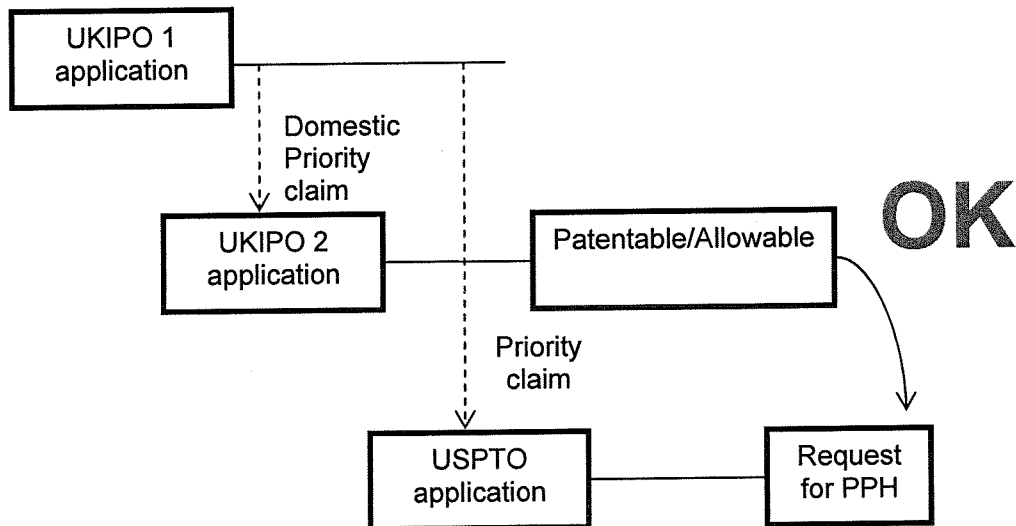 UKIPO 1
application
Domestic
Priority
claim
OK
UKIPO 2
application
Patentable/Allowable
Priority
claim
USPTO
application
Request
for PPH